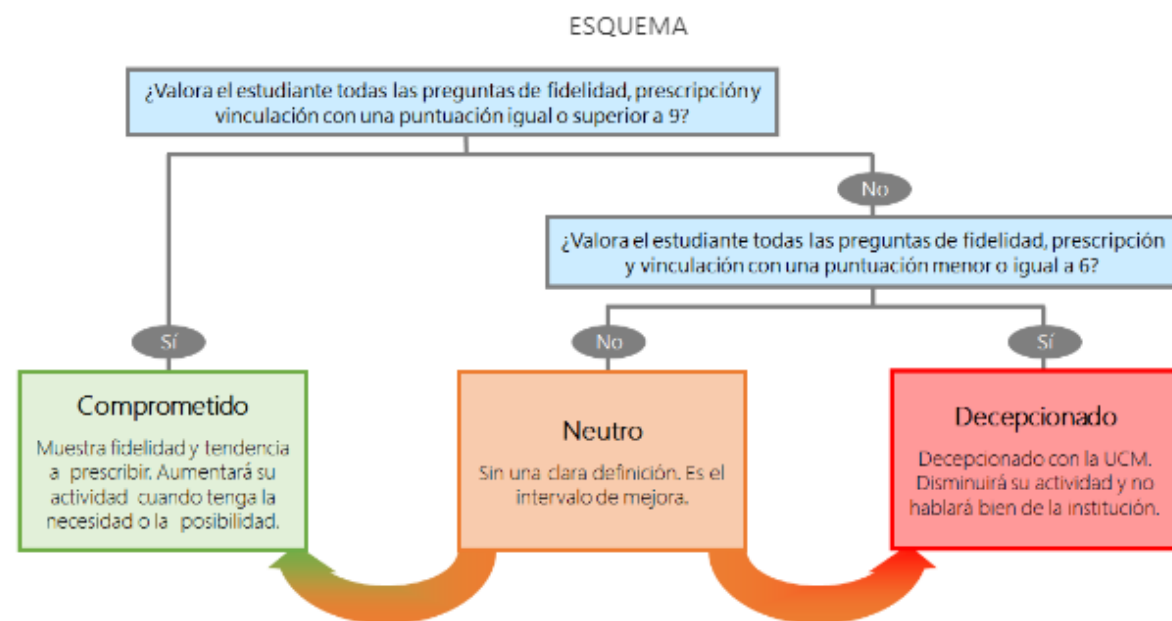 ESQUEMA
¿Valora el estudiante todas las preguntas de fidelidad, prescripción y
vinculación con una puntuación igual o superior a 9?
No
¿Valora el estudiante todas las preguntas de fidelidad, prescripción
y vinculación con una puntuación menor o igual a 6?
Sí
No
Sí
Comprometido
Muestra fidelidad y tendencia
a prescribir. Aumentará su
actividad cuando tenga la
necesidad o la posibilidad.
Neutro
Sin una clara definición. Es el
intervalo de mejora.
Decepcionado
Decepcionado con la UCM.
Disminuirá su actividad y no
hablará bien de la institución.